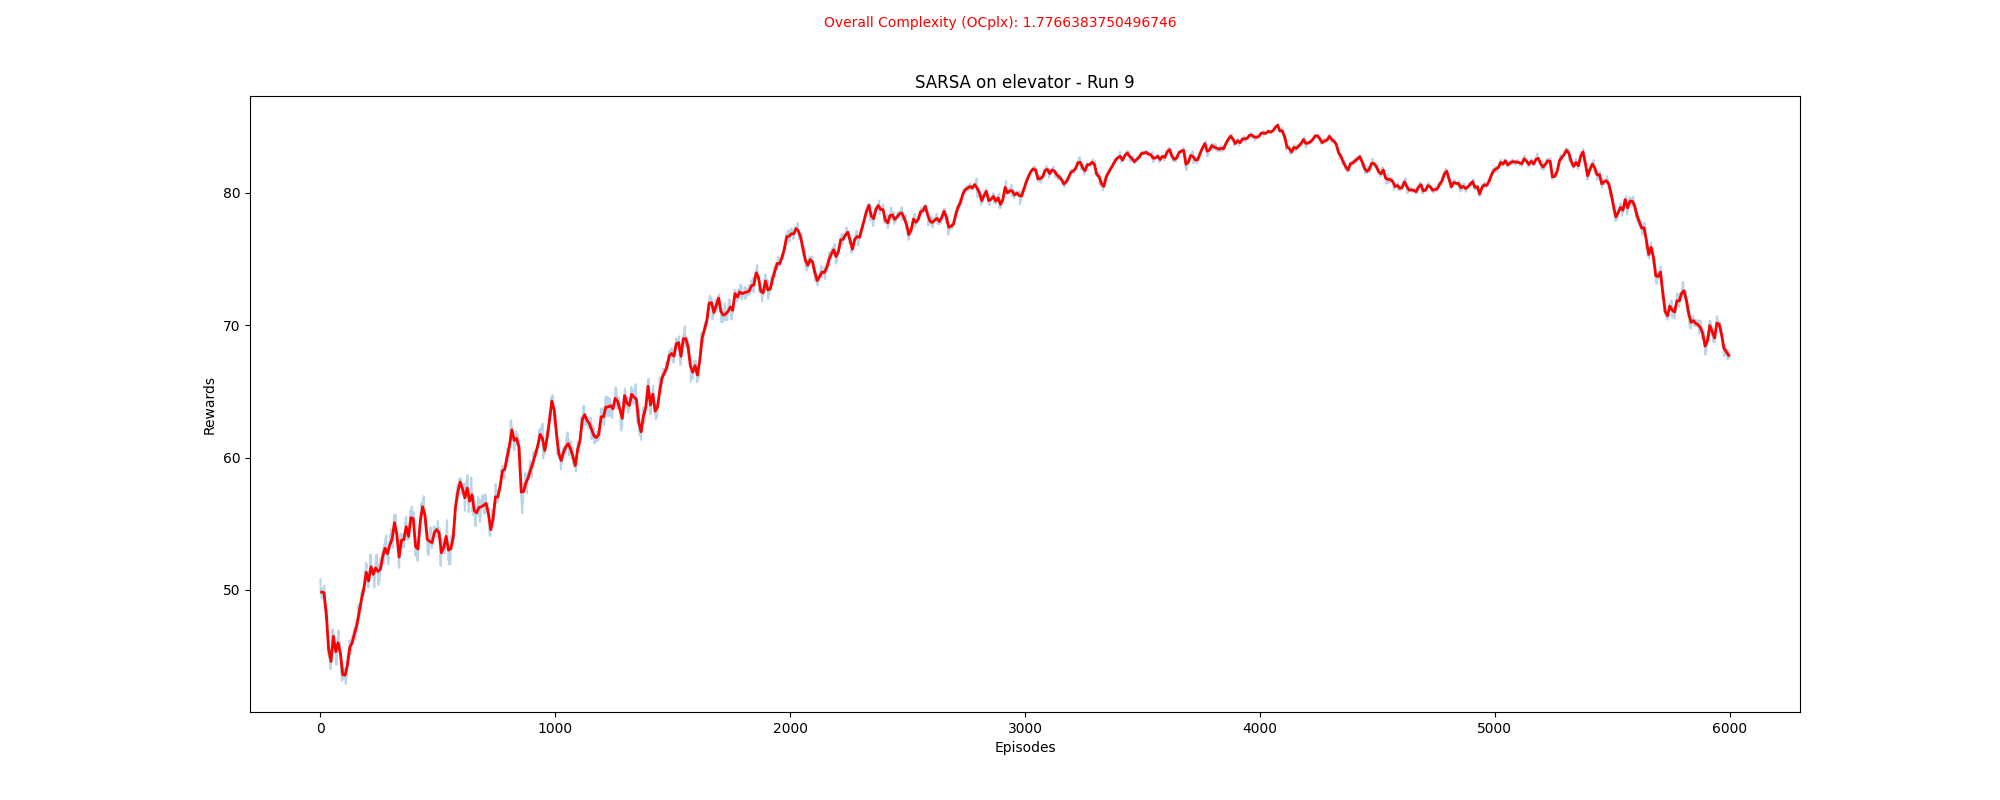 Overall Complexity (OCplx): 1.7766383750496746
SARSA on elevator - Run 9
80
70
60
50
Rewards
0 1000 2000 3000 4000 5000 6000
Episodes